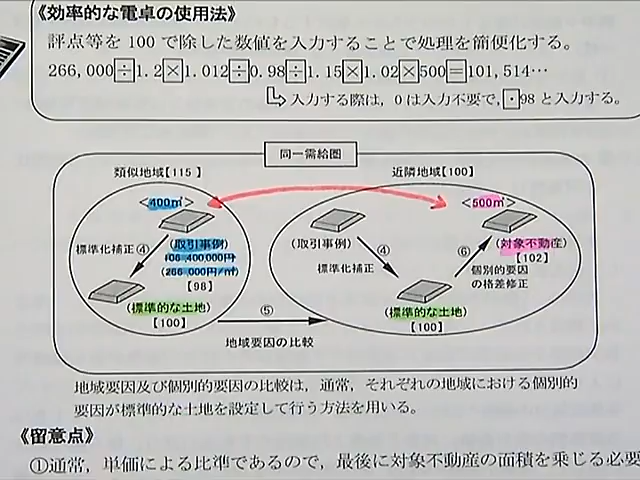 《効率的な電卓の使用法》
評点等を 100 で除した数値を入力することで処理を簡便化する。
266,000÷1.2×1.012÷0.98÷1.15×1.02×500＝101,514…
入力する際は，0 は入力不要で，・98 と入力する。
同一需給圏
類似地域【115】
近隣地域【100】
＜400㎡＞
＜500㎡＞
(取引事例)
106,400,000円
(266,000円/㎡)
【98】
標準化補正④
(標準的な土地)
【100】
⑤
地域要因の比較
(取引事例)
④
標準化補正
(標準的な土地)
【100】
⑥
個別的要因
の格差修正
(対象不動産)
【102】
地域要因及び個別的要因の比較は，通常，それぞれの地域における個別的
要因が標準的な土地を設定して行う方法を用いる。
《留意点》
①通常，単価による比準であるので，最後に対象不動産の面積を乗じる必要